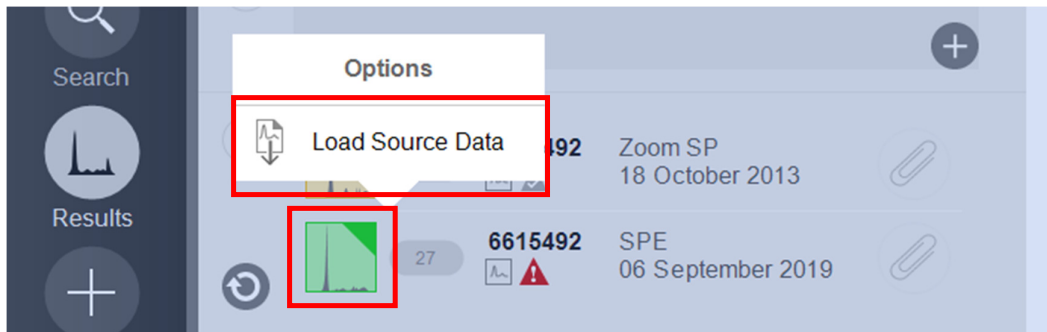 Search
Results
Options
Load Source Data
492
Zoom SP
18 October 2013
27
6615492
SPE
06 September 2019